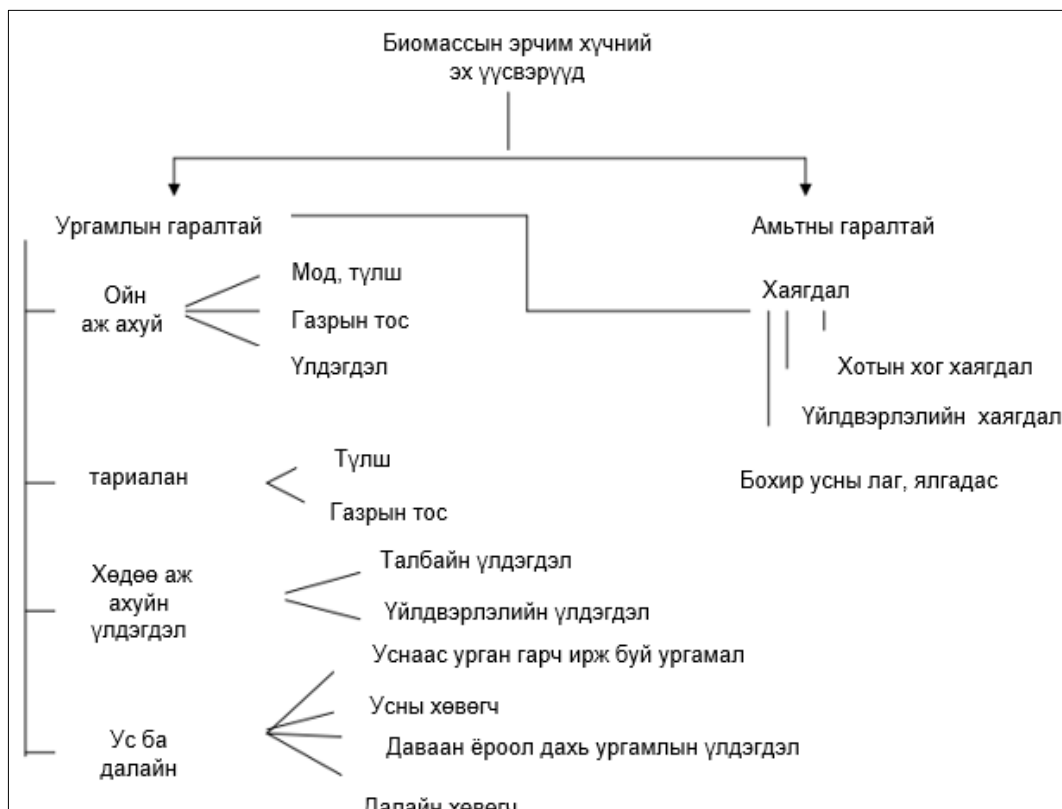 Биомассын эрчим хүчний
эх үүсвэрүүд
Ургамлын гаралтай
Амьтны гаралтай
Ойн
аж ахуй
Мод, түлш
Газрын тос
Үлдэгдэл
Хаягдал
Хотын хог хаягдал
Үйлдвэрлэлийн хаягдал
Бохир усны лаг, ялгадас
тариалан
Түлш
Газрын тос
Хөдөө аж
ахуйн
үлдэгдэл
Талбайн үлдэгдэл
Үйлдвэрлэлийн үлдэгдэл
Ус ба
далайн
Уснаас урган гарч ирж буй ургамал
Усны хөвөгч
Даваан ёроол дахь ургамлын үлдэгдэл
Далайн хөвөгч